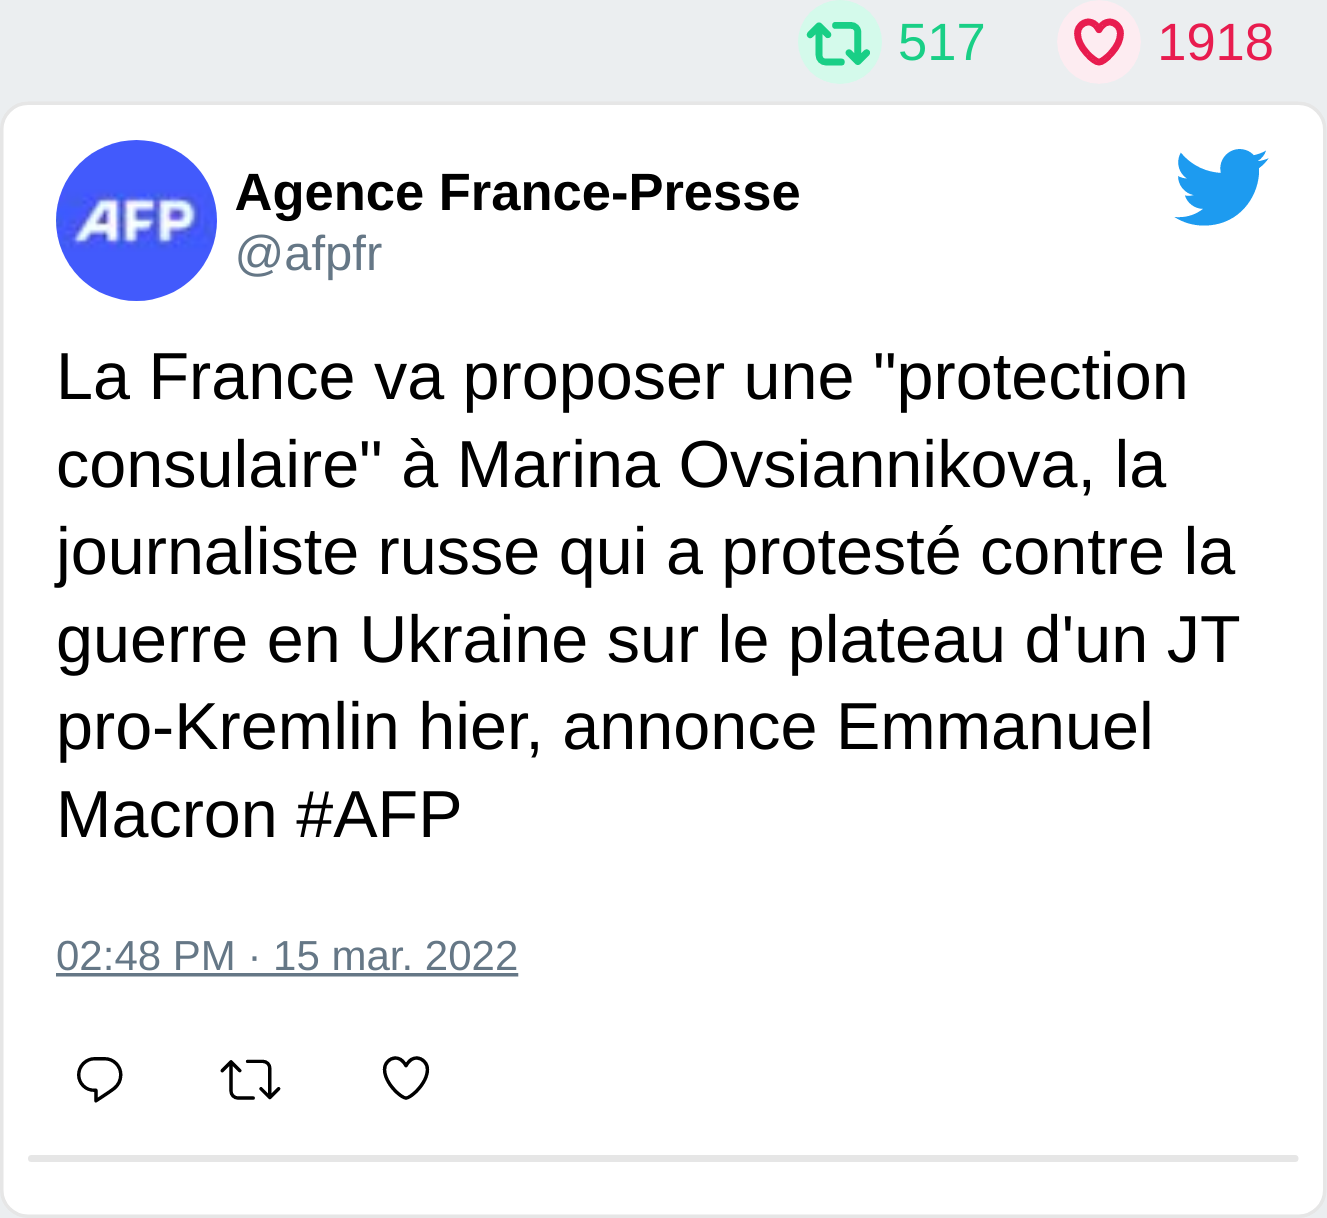 517 1918
AFP
Agence France-Presse
@afpfr
La France va proposer une "protection
consulaire" à Marina Ovsiannikova, la
journaliste russe qui a protesté contre la
guerre en Ukraine sur le plateau d'un JT
pro-Kremlin hier, annonce Emmanuel
Macron #AFP
02:48 PM · 15 mar. 2022